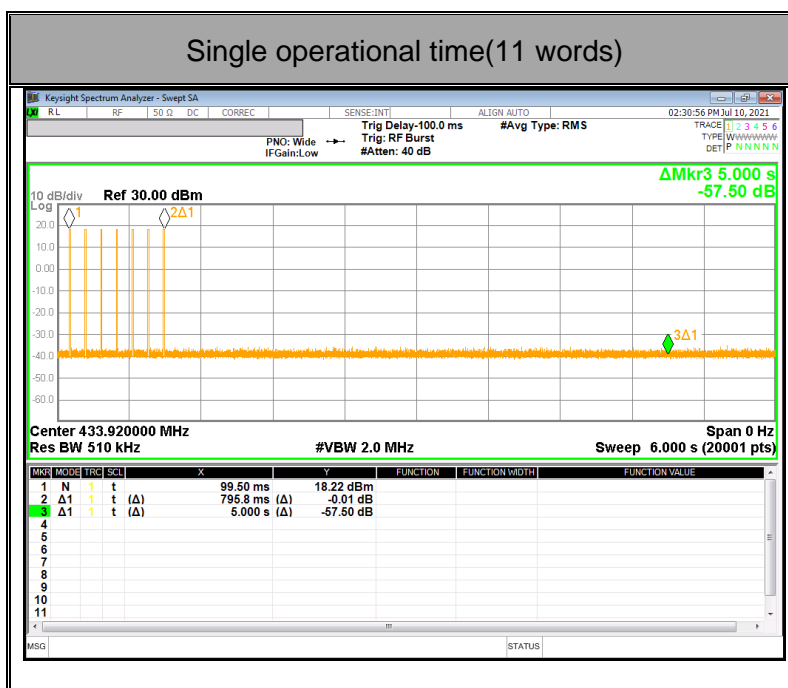 Single operational time(11 words)
Keysight Spectrum Analyzer - Swept SA
LXI RL RF 50 Ω DC CORREC SENSE:INT ALIGN AUTO 02:30:56 PM Jul 10, 2021
Trig Delay-100.0 ms #Avg Type: RMS TRACE 1 2 3 4 5 6
PNO: Wide Trig: RF Burst TYPE WWWWWW
IFGain:Low #Atten: 40 dB DET P NNNNN
ΔMkr3 5.000 s
10 dB/div Ref 30.00 dBm -57.50 dB
Log
1 2Δ1
20.0
10.0
0.00
-10.0
-20.0
-30.0
3Δ1
-40.0
-50.0
-60.0
Center 433.920000 MHz Span 0 Hz
Res BW 510 kHz #VBW 2.0 MHz Sweep 6.000 s (20001 pts)
MKR MODE TRC SCL X Y FUNCTION FUNCTION WIDTH FUNCTION VALUE
1 N 1 t 99.50 ms 18.22 dBm
2 Δ1 1 t (Δ) 795.8 ms (Δ) -0.01 dB
3 Δ1 1 t (Δ) 5.000 s (Δ) -57.50 dB
4
5
6
7
8
9
10
11
MSG STATUS